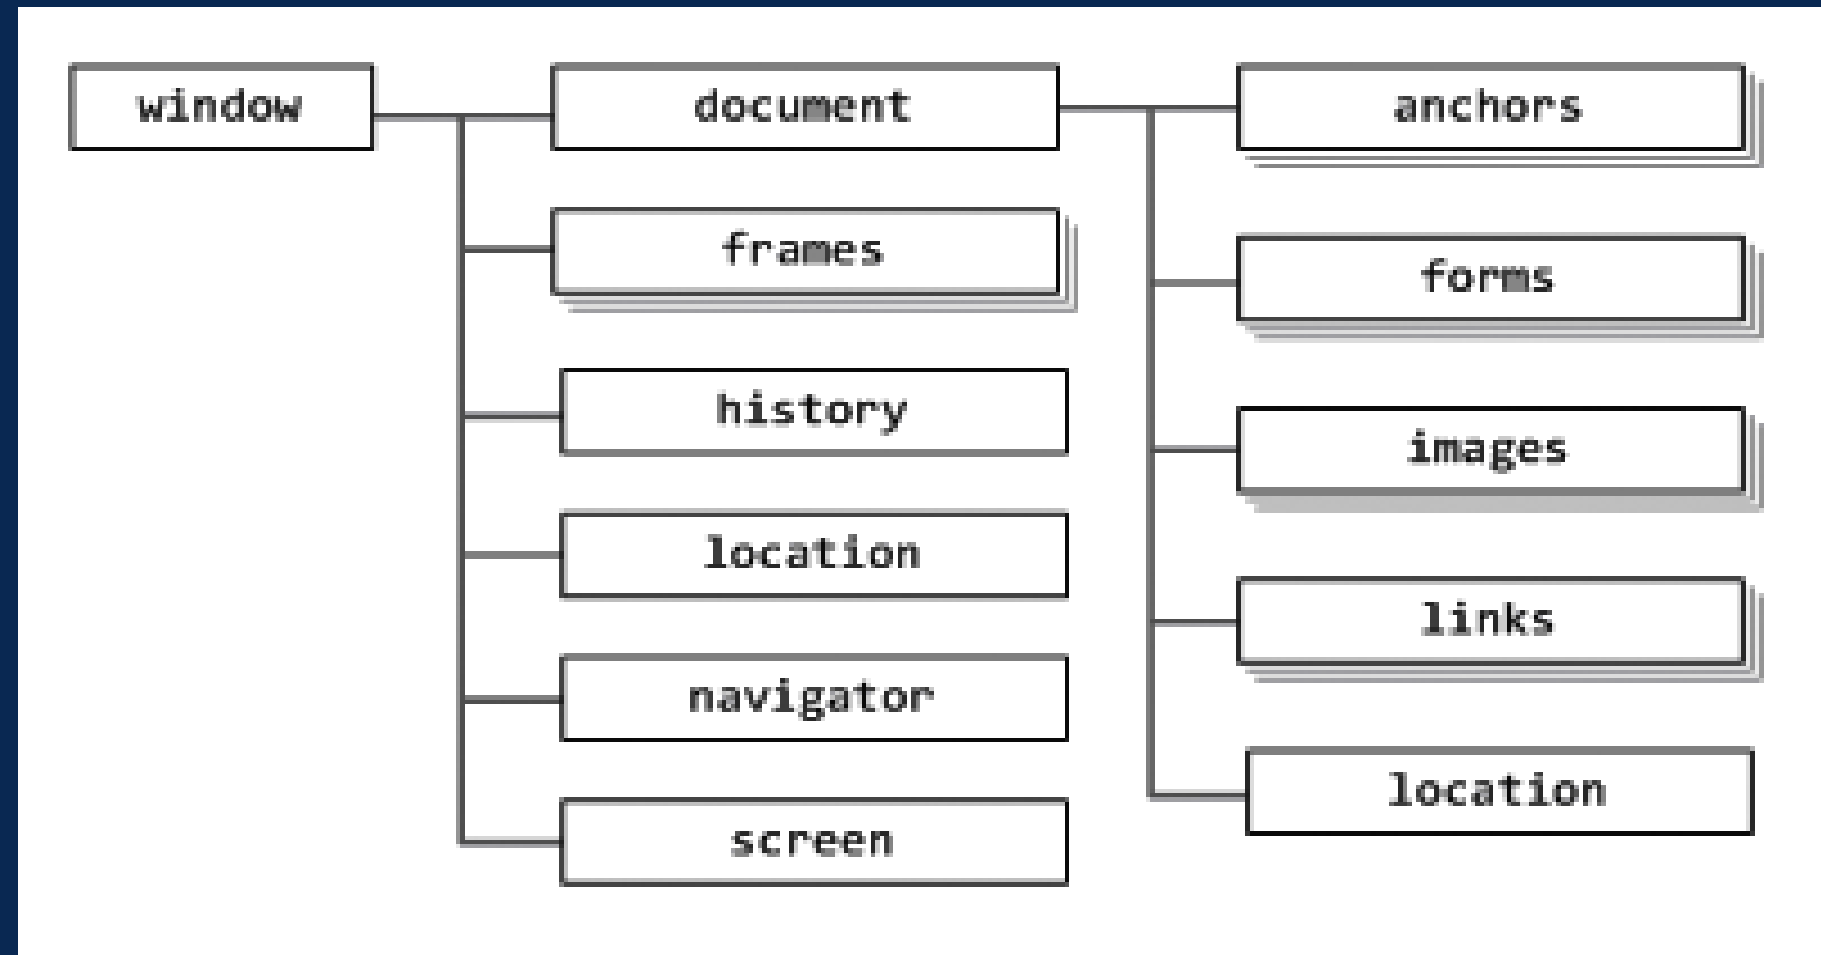 window
document
anchors
frames
forms
history
images
location
links
navigator
location
screen